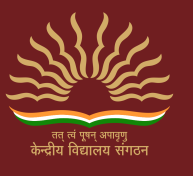 तत् त्वं पूषन् अपावृणु
केन्द्रीय विद्यालय संगठन